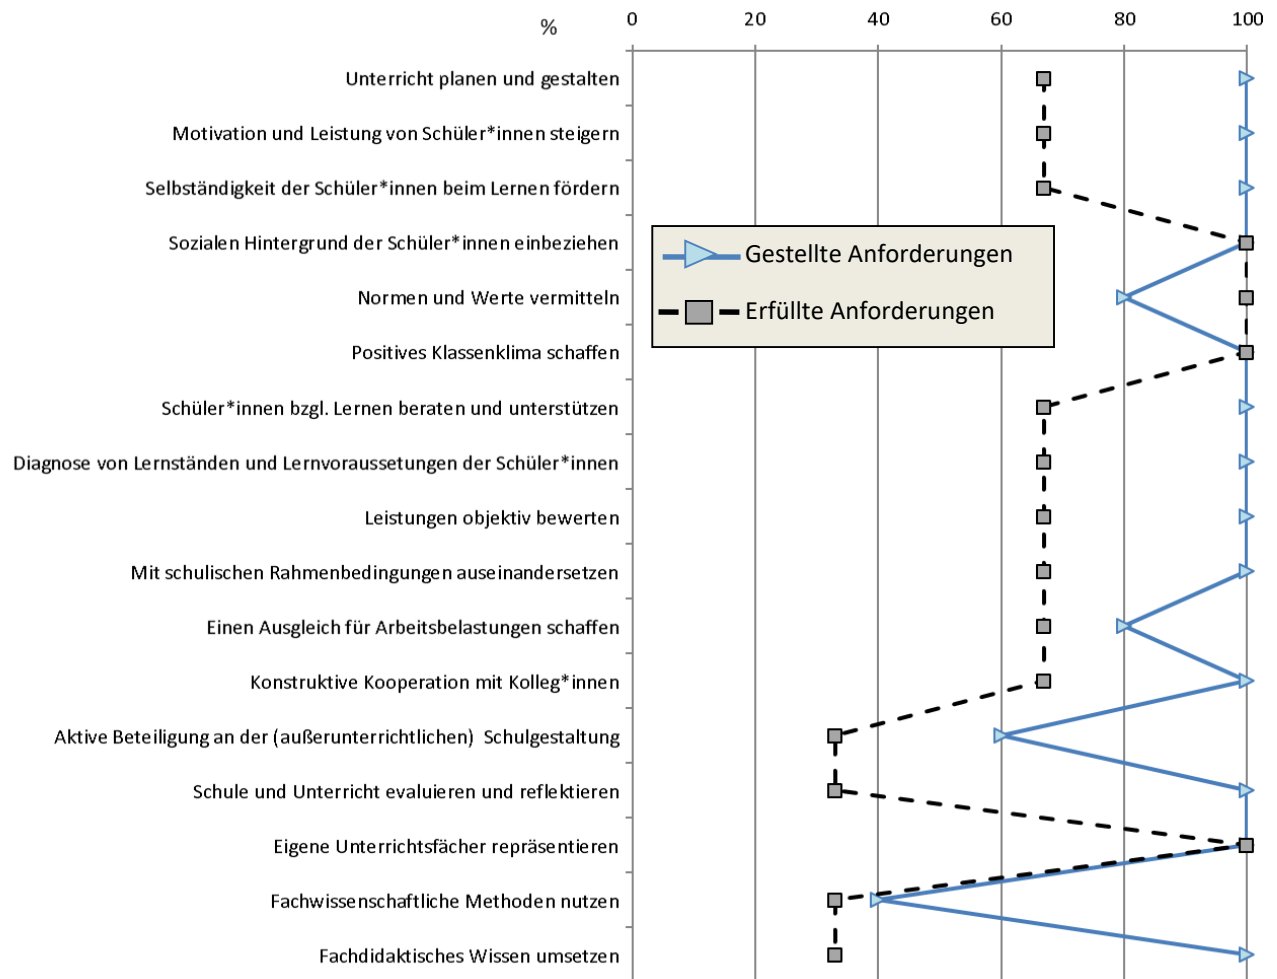 % 0 20 40 60 80 100
Unterricht planen und gestalten
Motivation und Leistung von Schüler*innen steigern
Selbständigkeit der Schüler*innen beim Lernen fördern
Sozialen Hintergrund der Schüler*innen einbeziehen
Gestellte Anforderungen
Normen und Werte vermitteln
Erfüllte Anforderungen
Positives Klassenklima schaffen
Schüler*innen bzgl. Lernen beraten und unterstützen
Diagnose von Lernständen und Lernvoraussetungen der Schüler*innen
Leistungen objektiv bewerten
Mit schulischen Rahmenbedingungen auseinandersetzen
Einen Ausgleich für Arbeitsbelastungen schaffen
Konstruktive Kooperation mit Kolleg*innen
Aktive Beteiligung an der (außerunterrichtlichen) Schulgestaltung
Schule und Unterricht evaluieren und reflektieren
Eigene Unterrichtsfächer repräsentieren
Fachwissenschaftliche Methoden nutzen
Fachdidaktisches Wissen umsetzen